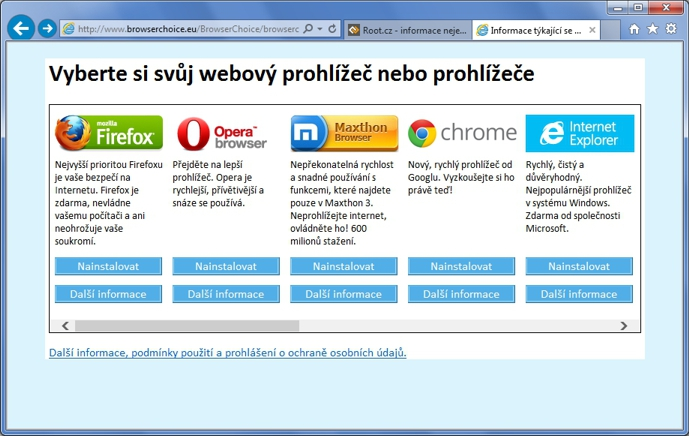 http://www.browserchoice.eu/BrowserChoice/browserc
Root.cz - informace neje...
Informace týkající se ...
Vyberte si svůj webový prohlížeč nebo prohlížeče
mozilla
Firefox
Nejvyšší prioritou Firefoxu
je vaše bezpečí na
Internetu. Firefox je
zdarma, nevládne
vašemu počítači a ani
neohrožuje vaše
soukromí.
Nainstalovat
Další informace
Opera
browser
Přejděte na lepší
prohlížeč. Opera je
rychlejší, přívětivější a
snáze se používá.
Nainstalovat
Další informace
Maxthon
Browser
Nepřekonatelná rychlost
a snadné používání s
funkcemi, které najdete
pouze v Maxthon 3.
Neprohlížejte internet,
ovládněte ho! 600
milionů stažení.
Nainstalovat
Další informace
chrome
Nový, rychlý prohlížeč od
Googlu. Vyzkoušejte si ho
právě teď!
Nainstalovat
Další informace
Internet
Explorer
Rychlý, čistý a
důvěryhodný.
Nejpopulárnější prohlížeč
v systému Windows.
Zdarma od společnosti
Microsoft.
Nainstalovat
Další informace
Další informace, podmínky použití a prohlášení o ochraně osobních údajů.